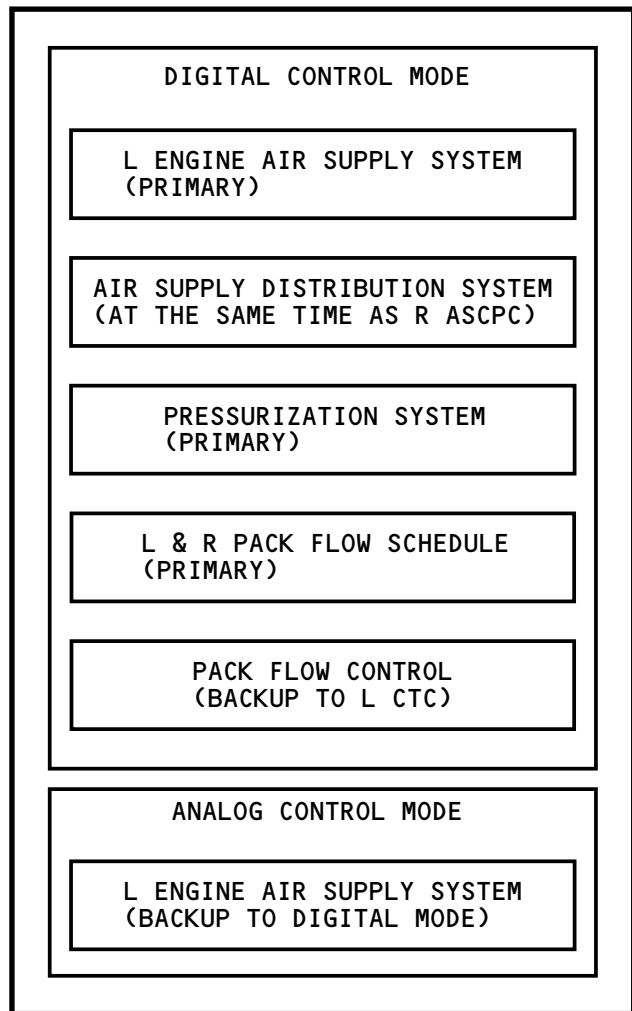 DIGITAL CONTROL MODE
L ENGINE AIR SUPPLY SYSTEM
(PRIMARY)
AIR SUPPLY DISTRIBUTION SYSTEM
(AT THE SAME TIME AS R ASCPC)
PRESSURIZATION SYSTEM
(PRIMARY)
L & R PACK FLOW SCHEDULE
(PRIMARY)
PACK FLOW CONTROL
(BACKUP TO L CTC)
ANALOG CONTROL MODE
L ENGINE AIR SUPPLY SYSTEM
(BACKUP TO DIGITAL MODE)